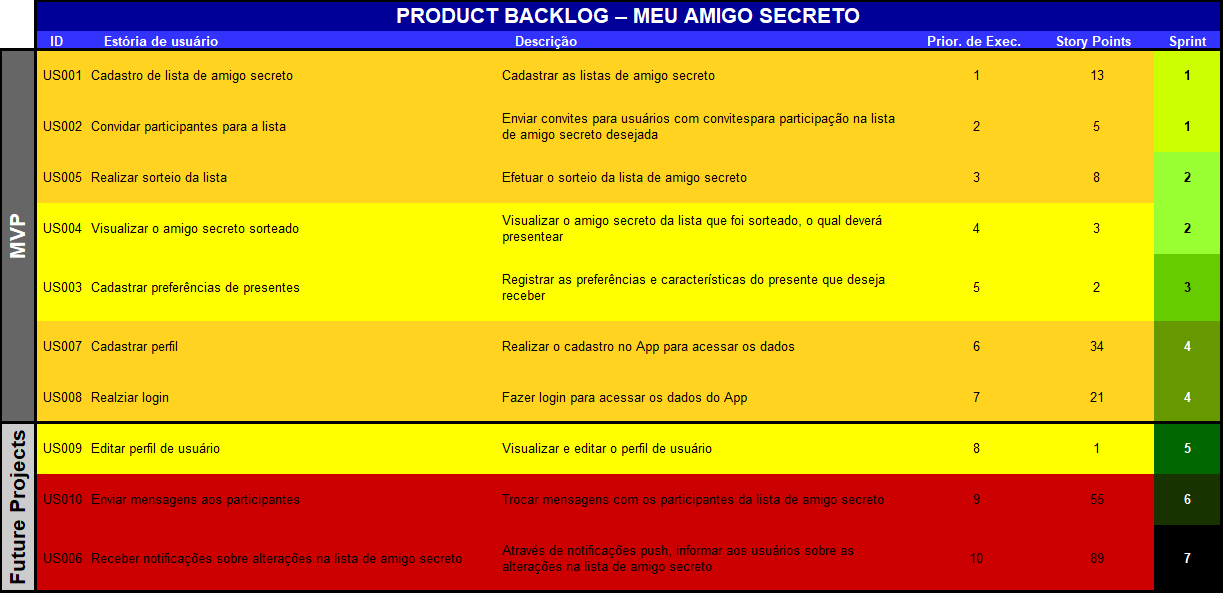 PRODUCT BACKLOG – MEU AMIGO SECRETO
ID Estória de usuário Descrição Prior. de Exec. Story Points Sprint
MVP
US001 Cadastro de lista de amigo secreto Cadastrar as listas de amigo secreto 1 13 1
US002 Convidar participantes para a lista Enviar convites para usuários com convitespara participação na lista
de amigo secreto desejada 2 5 1
US005 Realizar sorteio da lista Efetuar o sorteio da lista de amigo secreto 3 8 2
US004 Visualizar o amigo secreto sorteado Visualizar o amigo secreto da lista que foi sorteado, o qual deverá
presentear 4 3 2
US003 Cadastrar preferências de presentes Registrar as preferências e características do presente que deseja
receber 5 2 3
US007 Cadastrar perfil Realizar o cadastro no App para acessar os dados 6 34 4
US008 Realziar login Fazer login para acessar os dados do App 7 21 4
Future Projects
US009 Editar perfil de usuário Visualizar e editar o perfil de usuário 8 1 5
US010 Enviar mensagens aos participantes Trocar mensagens com os participantes da lista de amigo secreto 9 55 6
US006 Receber notificações sobre alterações na lista de amigo secreto Através de notificações push, informar aos usuários sobre as
alterações na lista de amigo secreto 10 89 7